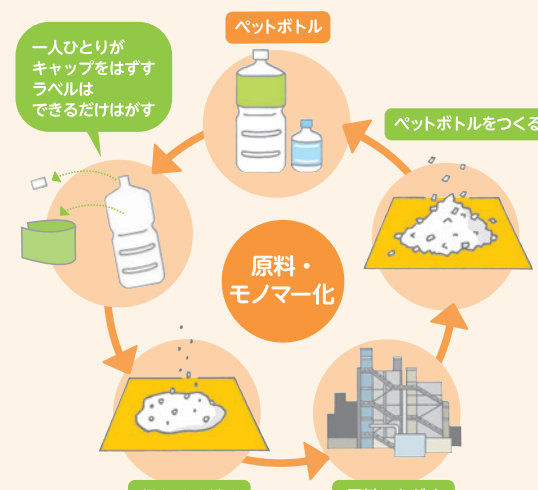 ペットボトル
一人ひとりが
キャップをはずす
ラベルは
できるだけはがす
ペットボトルをつくる
原料・
モノマー化